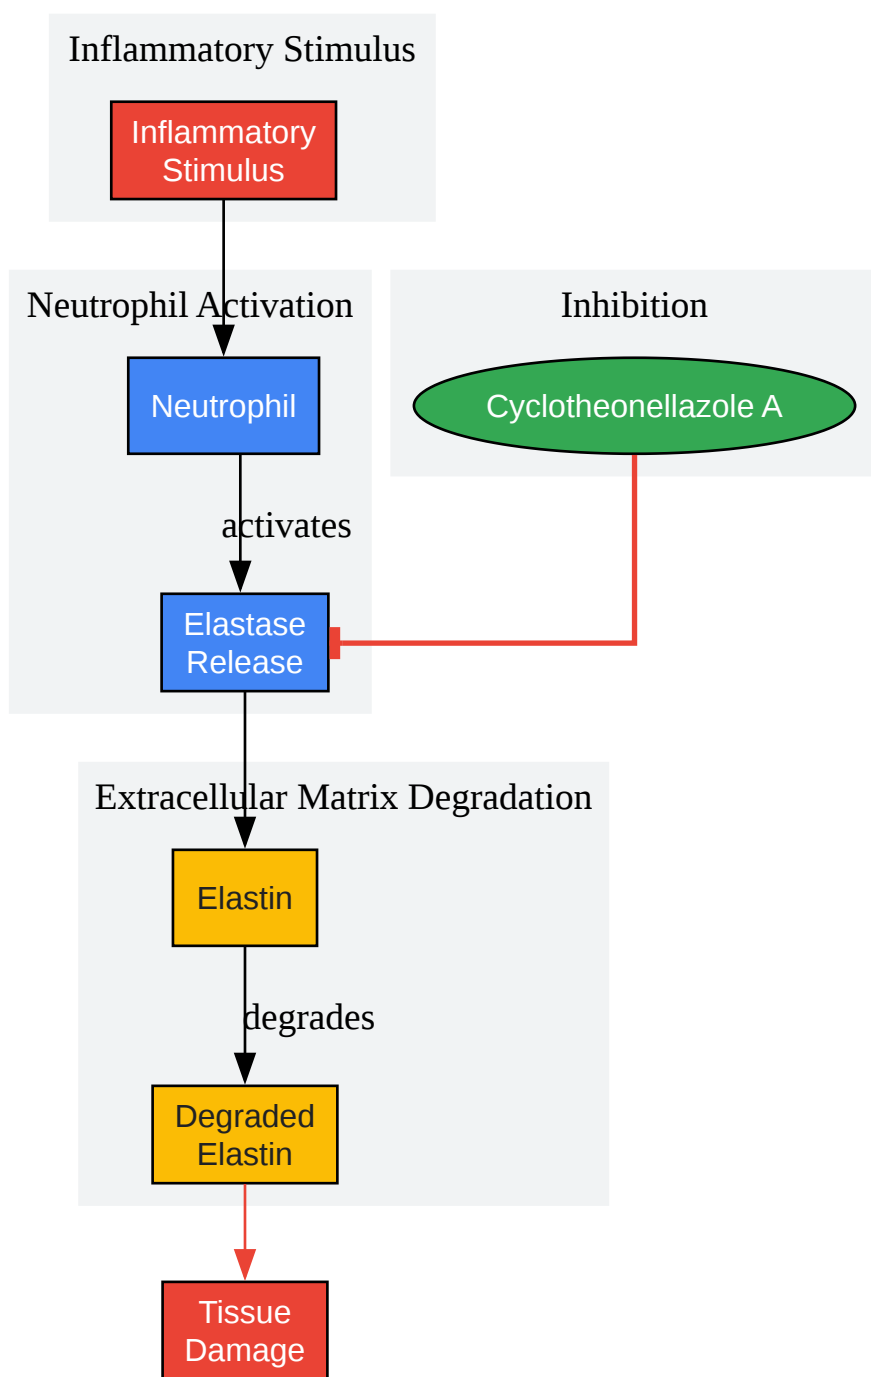 Inflammatory Stimulus
Inflammatory
Stimulus
Neutrophil Activation
Inhibition
Neutrophil
Cyclotheonellazole A
activates
Elastase
Release
Extracellular Matrix Degradation
Elastin
degrades
Degraded
Elastin
Tissue
Damage